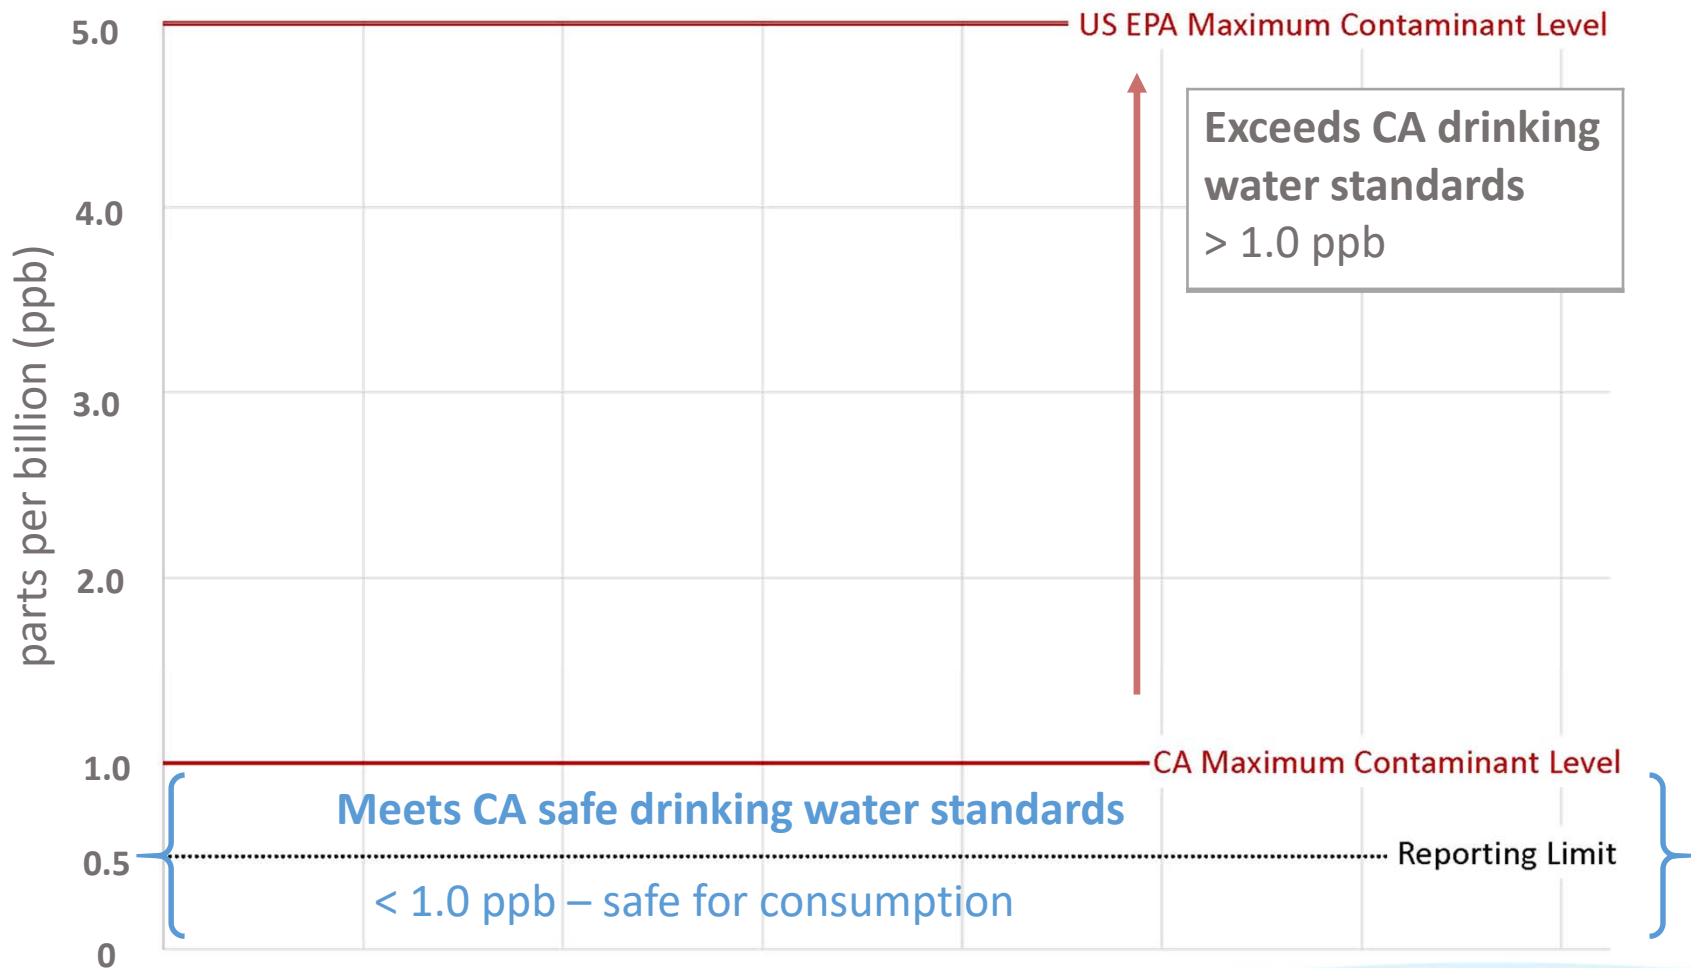 5.0
US EPA Maximum Contaminant Level
Exceeds CA drinking
water standards
> 1.0 ppb
4.0
parts per billion (ppb)
3.0
2.0
1.0
CA Maximum Contaminant Level
Meets CA safe drinking water standards
0.5
Reporting Limit
< 1.0 ppb – safe for consumption
0